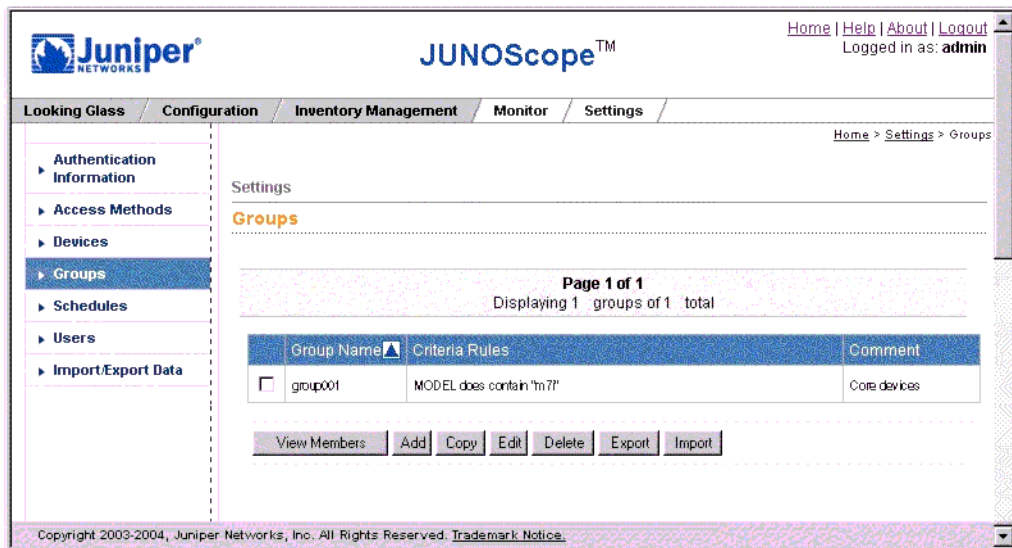 Juniper®
NETWORKS
JUNOScope™
Home | Help | About | Logout
Logged in as: admin
Looking Glass / Configuration / Inventory Management / Monitor / Settings /
Home > Settings > Groups
Authentication
Information
Access Methods
Devices
Groups
Schedules
Users
Import/Export Data
Settings
Groups
Page 1 of 1
Displaying 1 groups of 1 total
Group Name Criteria Rules Comment
group001 MODEL does contain "m7i" Core devices
View Members Add Copy Edit Delete Export Import
Copyright 2003-2004, Juniper Networks, Inc. All Rights Reserved. Trademark Notice.